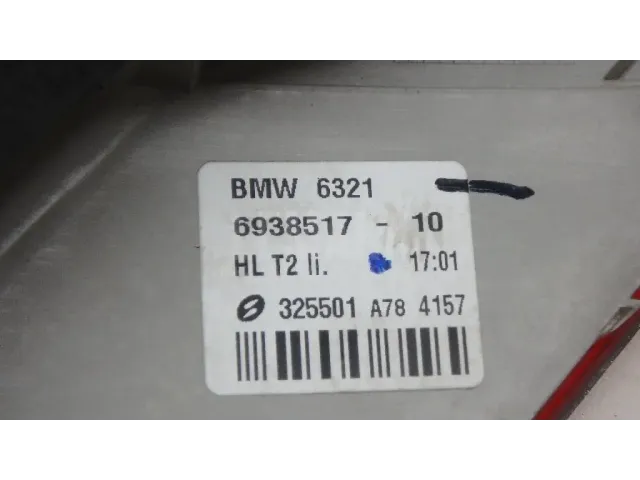 BMW 6321
6938517 - 10
HL T2 li. 17:01
325501 A78 4157